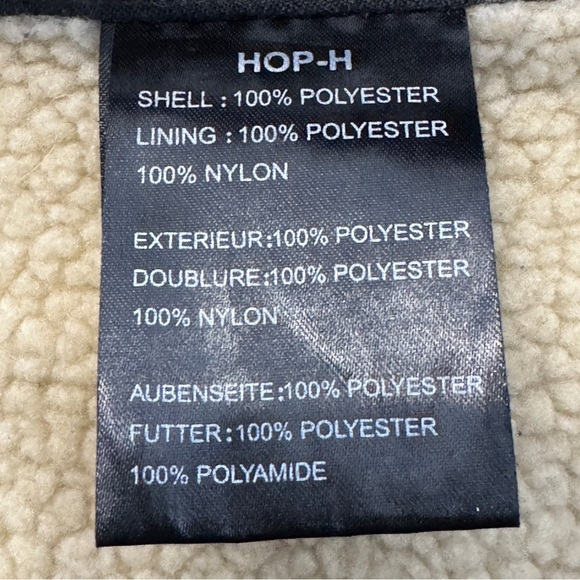 HOP-H
SHELL : 100% POLYESTER
LINING : 100% POLYESTER
100% NYLON
EXTERIEUR:100% POLYESTER
DOUBLURE:100% POLYESTER
100% NYLON
AUBENSEITE:100% POLYESTER
FUTTER:100% POLYESTER
100% POLYAMIDE